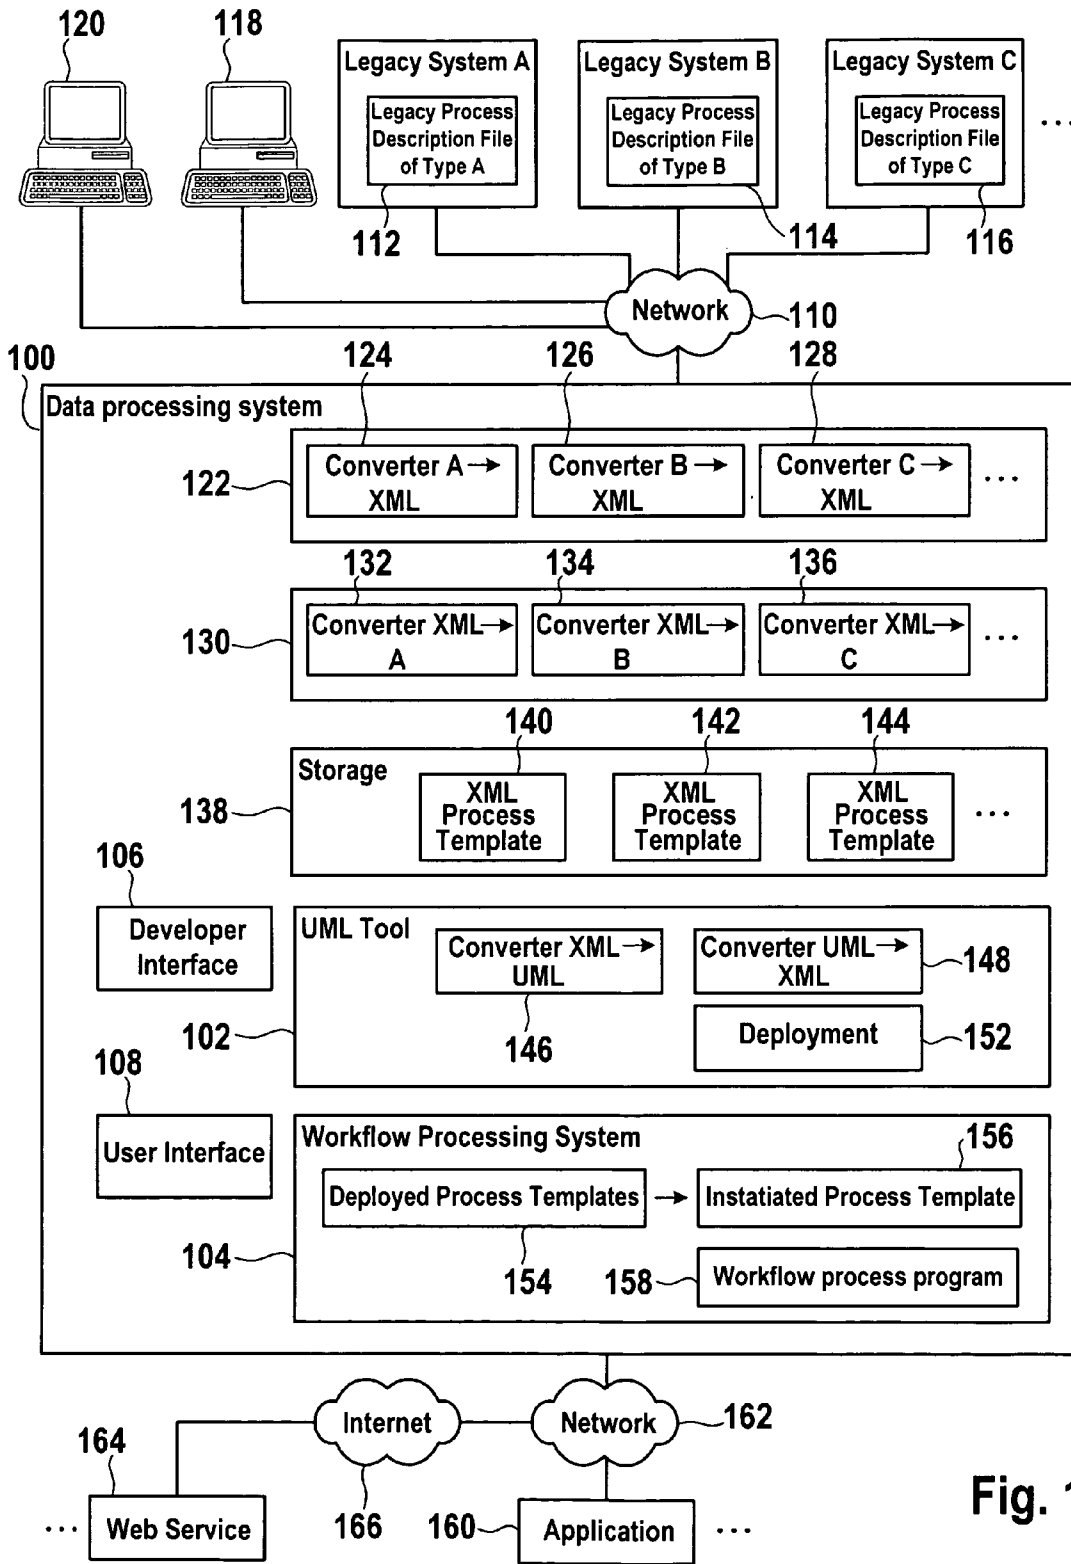 120
118
Legacy System A
Legacy Process
Description File
of Type A
112
Legacy System B
Legacy Process
Description File
of Type B
114
Legacy System C
Legacy Process
Description File
of Type C
116
...
Network
110
100
Data processing system
124
126
128
122
Converter A →
XML
Converter B →
XML
Converter C →
XML
...
132
134
136
130
Converter XML →
A
Converter XML →
B
Converter XML →
C
...
140
142
144
138
Storage
XML
Process
Template
XML
Process
Template
XML
Process
Template
...
106
Developer
Interface
102
UML Tool
Converter XML →
UML
146
Converter UML →
XML
148
Deployment
152
108
User Interface
104
Workflow Processing System
156
Deployed Process Templates
→
Instatiated Process Template
154
158
Workflow process program
Internet
166
Network
162
164
... Web Service
160
Application ...
Fig. 1